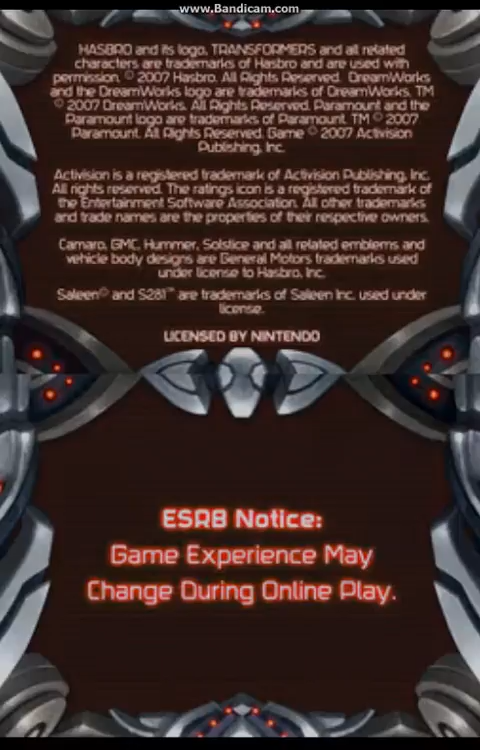 www.Bandicam.com
HASBRO and its logo, TRANSFORMERS and all related
characters are trademarks of Hasbro and are used with
permission. © 2007 Hasbro. All Rights Reserved. DreamWorks
and the DreamWorks logo are trademarks of DreamWorks. TM
© 2007 DreamWorks. All Rights Reserved. Paramount and the
Paramount logo are trademarks of Paramount. TM © 2007
Paramount. All Rights Reserved. Game © 2007 Activision
Publishing, Inc.
Activision is a registered trademark of Activision Publishing, Inc.
All rights reserved. The ratings icon is a registered trademark of
the Entertainment Software Association. All other trademarks
and trade names are the properties of their respective owners.
Camaro, GMC, Hummer, Solstice and all related emblems and
vehicle body designs are General Motors trademarks used
under license to Hasbro, Inc.
Saleen© and S281™ are trademarks of Saleen Inc. used under
license.
LICENSED BY NINTENDO
ESRB Notice:
Game Experience May
Change During Online Play.